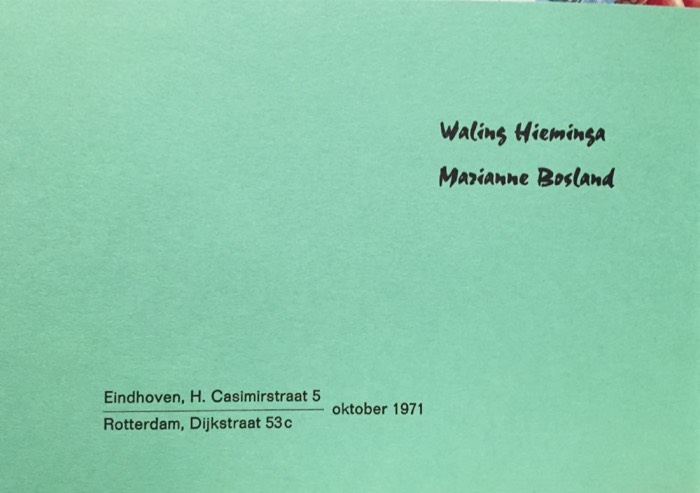 Waling Hieminga
Marianne Bosland
Eindhoven, H. Casimirstraat 5
Rotterdam, Dijkstraat 53c
oktober 1971